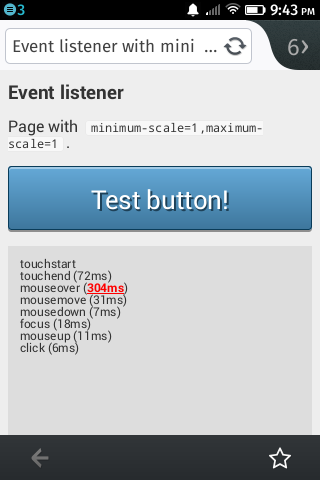 3
9:43 PM
Event listener with mini ...
6
Event listener
Page with minimum-scale=1,maximum-
scale=1 .
Test button!
touchstart
touchend (72ms)
mouseover (304ms)
mousemove (31ms)
mousedown (7ms)
focus (18ms)
mouseup (11ms)
click (6ms)